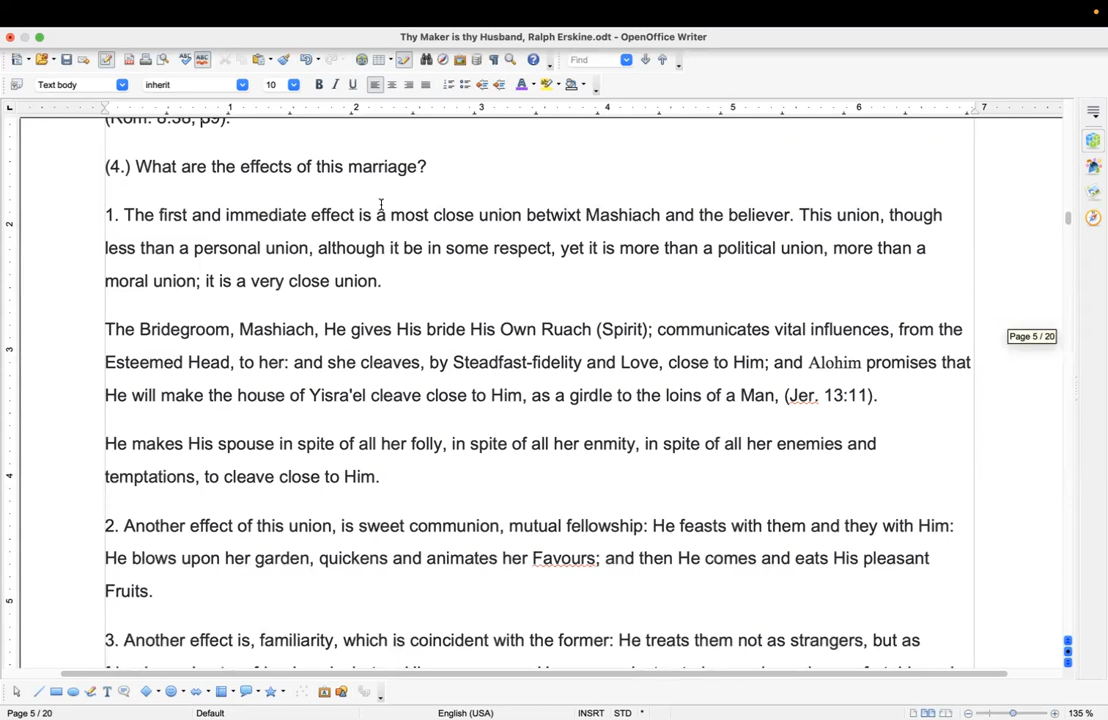 Thy Maker is thy Husband, Ralph Erskine.odt - OpenOffice Writer
Find
Text body inherit 10
1 2 3 4 5 6 7
(4.) What are the effects of this marriage?
1. The first and immediate effect is a most close union betwixt Mashiach and the believer. This union, though
less than a personal union, although it be in some respect, yet it is more than a political union, more than a
moral union; it is a very close union.
The Bridegroom, Mashiach, He gives His bride His Own Ruach (Spirit); communicates vital influences, from the
Page 5 / 20
Esteemed Head, to her: and she cleaves, by Steadfast-fidelity and Love, close to Him; and Alohim promises that
He will make the house of Yisra'el cleave close to Him, as a girdle to the loins of a Man, (Jer. 13:11).
He makes His spouse in spite of all her folly, in spite of all her enmity, in spite of all her enemies and
temptations, to cleave close to Him.
2. Another effect of this union, is sweet communion, mutual fellowship: He feasts with them and they with Him:
He blows upon her garden, quickens and animates her Favours; and then He comes and eats His pleasant
Fruits.
3. Another effect is, familiarity, which is coincident with the former: He treats them not as strangers, but as
Page 5 / 20 Default English (USA) INSRT STD * 135 %